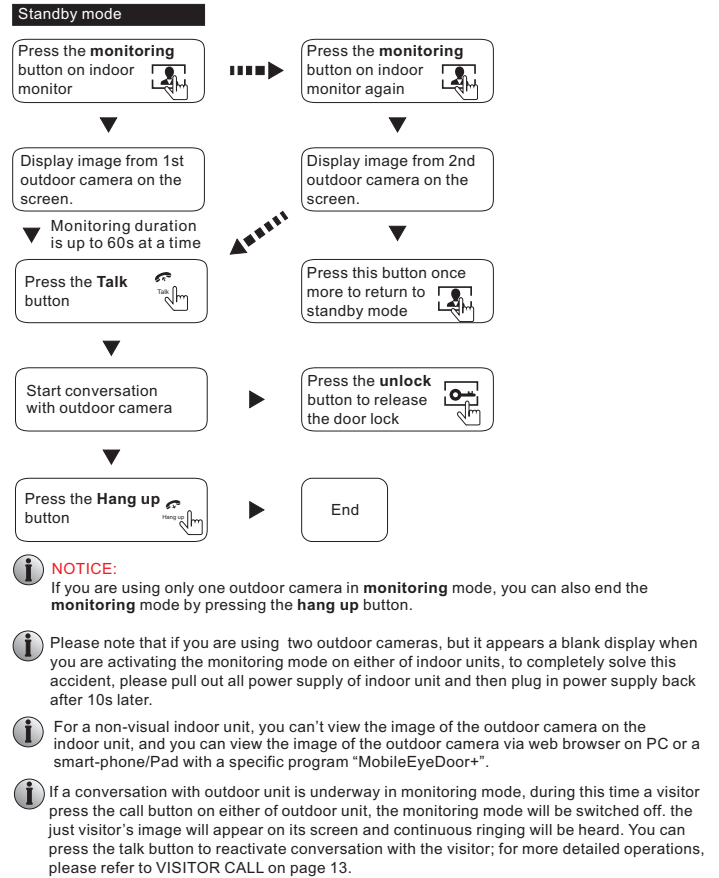 Standby mode
Press the monitoring
button on indoor
monitor
Press the monitoring
button on indoor
monitor again
Display image from 1st
outdoor camera on the
screen.
Display image from 2nd
outdoor camera on the
screen.
Monitoring duration
is up to 60s at a time
Press the Talk
button
Talk
Press this button once
more to return to
standby mode
Start conversation
with outdoor camera
Press the unlock
button to release
the door lock
Press the Hang up
button
Hang up
End
NOTICE:
If you are using only one outdoor camera in monitoring mode, you can also end the
monitoring mode by pressing the hang up button.
Please note that if you are using two outdoor cameras, but it appears a blank display when
you are activating the monitoring mode on either of indoor units, to completely solve this
accident, please pull out all power supply of indoor unit and then plug in power supply back
after 10s later.
For a non-visual indoor unit, you can't view the image of the outdoor camera on the
indoor unit, and you can view the image of the outdoor camera via web browser on PC or a
smart-phone/Pad with a specific program “MobileEyeDoor+”.
If a conversation with outdoor unit is underway in monitoring mode, during this time a visitor
press the call button on either of outdoor unit, the monitoring mode will be switched off. the
just visitor's image will appear on its screen and continuous ringing will be heard. You can
press the talk button to reactivate conversation with the visitor; for more detailed operations,
please refer to VISITOR CALL on page 13.